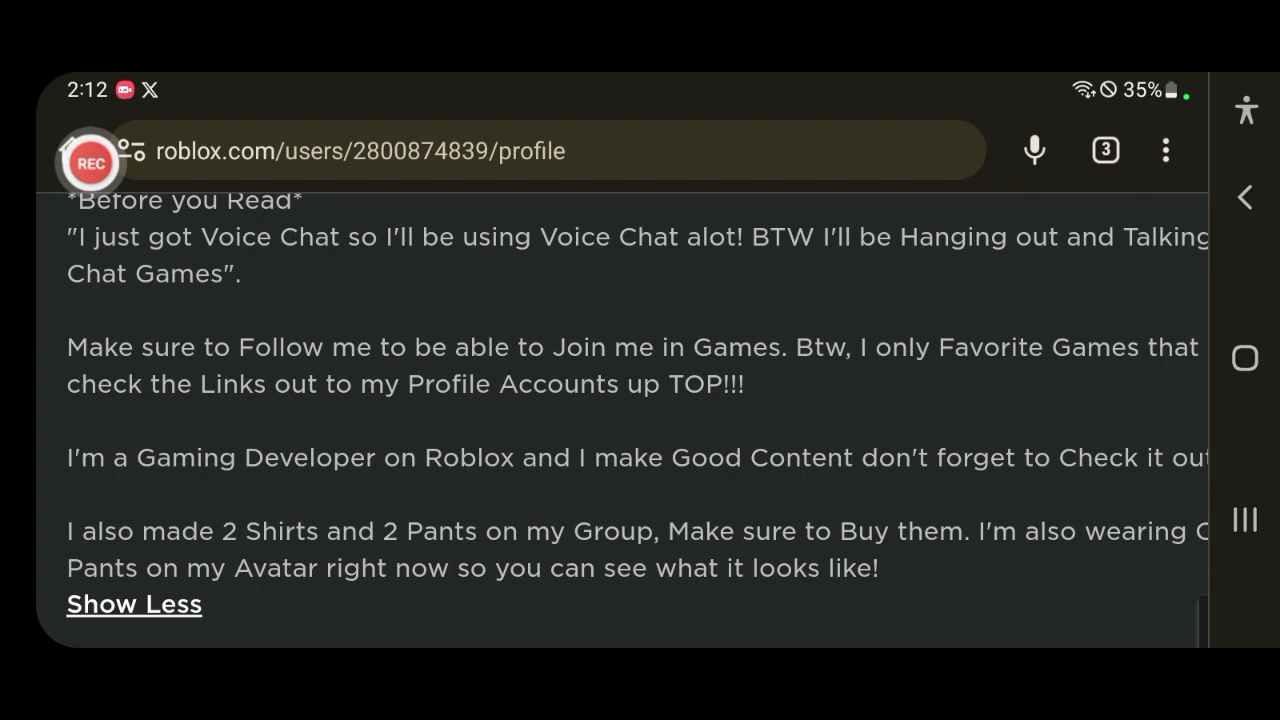 2:12
35%
REC
roblox.com/users/2800874839/profile
3
*Before you Read*
"I just got Voice Chat so I'll be using Voice Chat alot! BTW I'll be Hanging out and Talking
Chat Games".
Make sure to Follow me to be able to Join me in Games. Btw, I only Favorite Games that
check the Links out to my Profile Accounts up TOP!!!
I'm a Gaming Developer on Roblox and I make Good Content don't forget to Check it out
I also made 2 Shirts and 2 Pants on my Group, Make sure to Buy them. I'm also wearing
Pants on my Avatar right now so you can see what it looks like!
Show Less